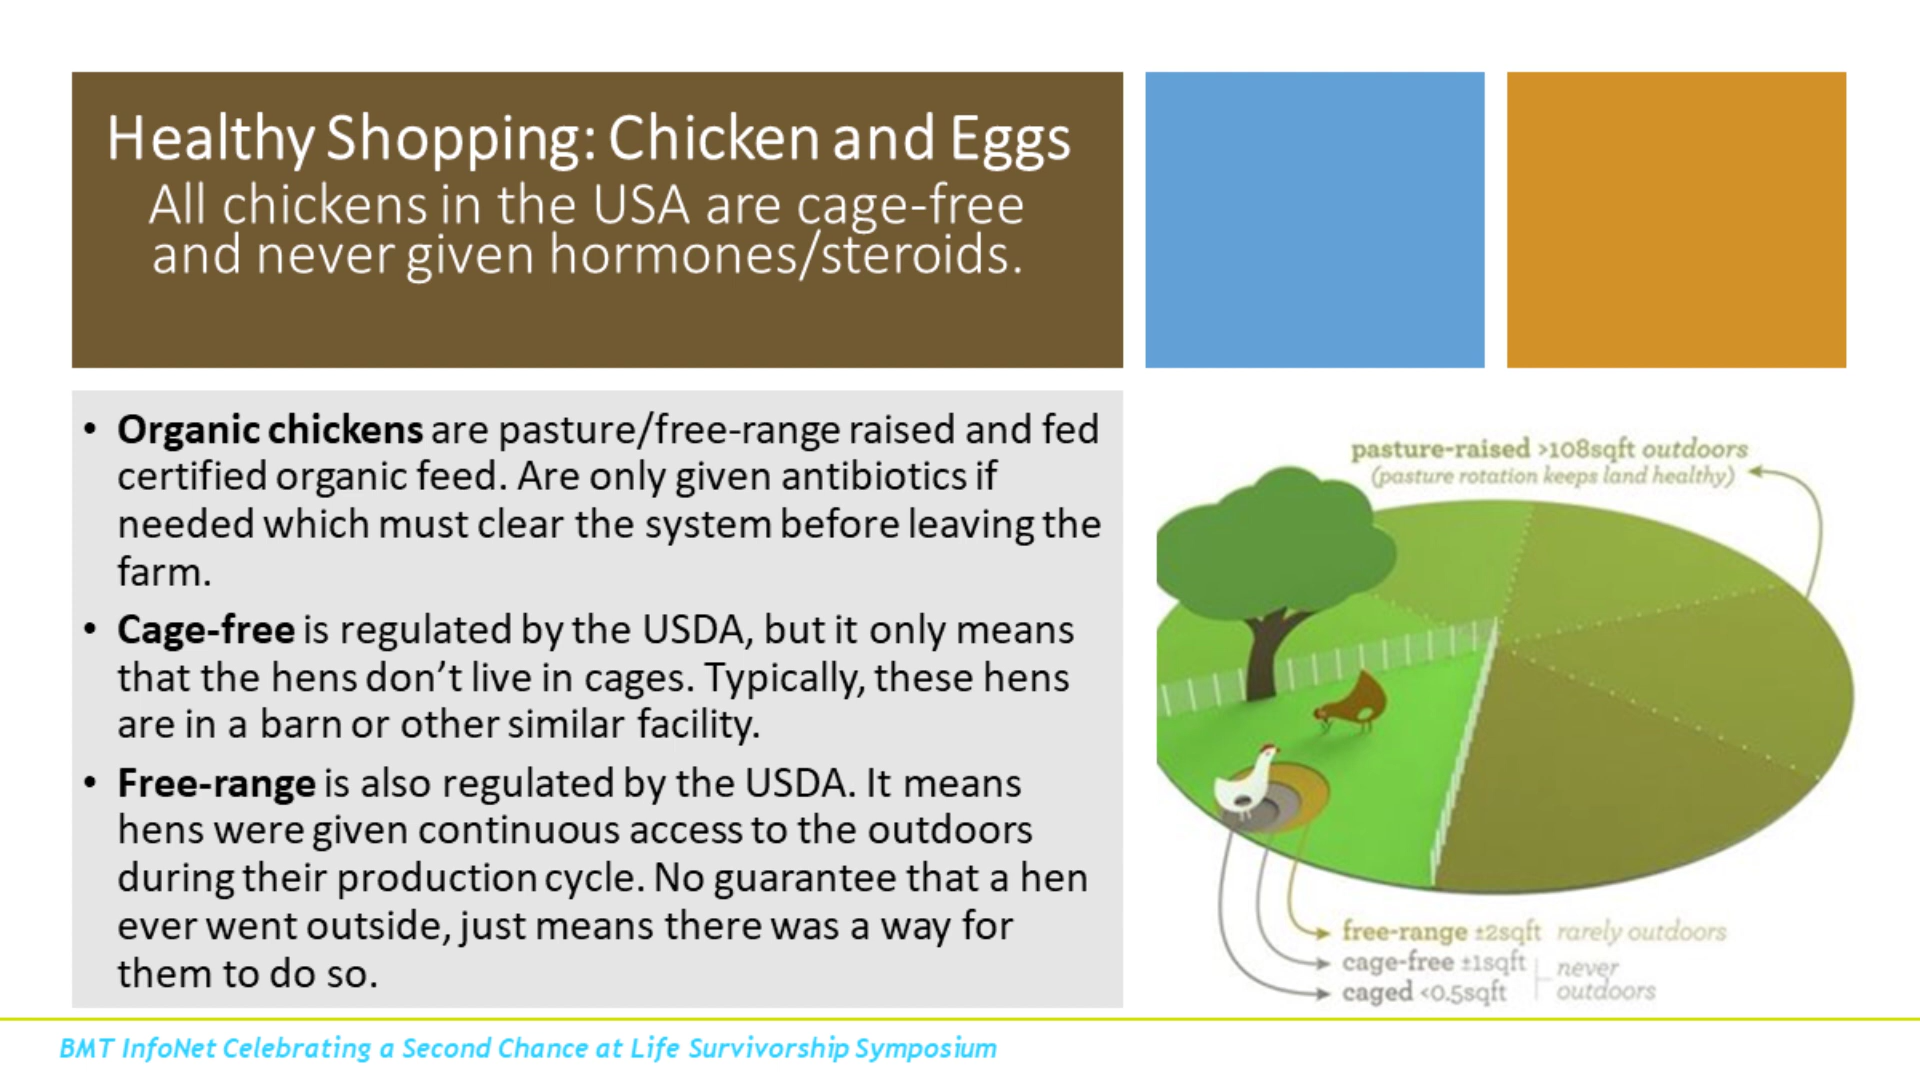 Healthy Shopping: Chicken and Eggs
All chickens in the USA are cage-free
and never given hormones/steroids.
• Organic chickens are pasture/free-range raised and fed
certified organic feed. Are only given antibiotics if
needed which must clear the system before leaving the
farm.
• Cage-free is regulated by the USDA, but it only means
that the hens don’t live in cages. Typically, these hens
are in a barn or other similar facility.
• Free-range is also regulated by the USDA. It means
hens were given continuous access to the outdoors
during their production cycle. No guarantee that a hen
ever went outside, just means there was a way for
them to do so.
pasture-raised >108sqft outdoors
(pasture rotation keeps land healthy)
free-range ±2sqft rarely outdoors
cage-free ±1sqft never
caged <0.5sqft outdoors
BMT InfoNet Celebrating a Second Chance at Life Survivorship Symposium